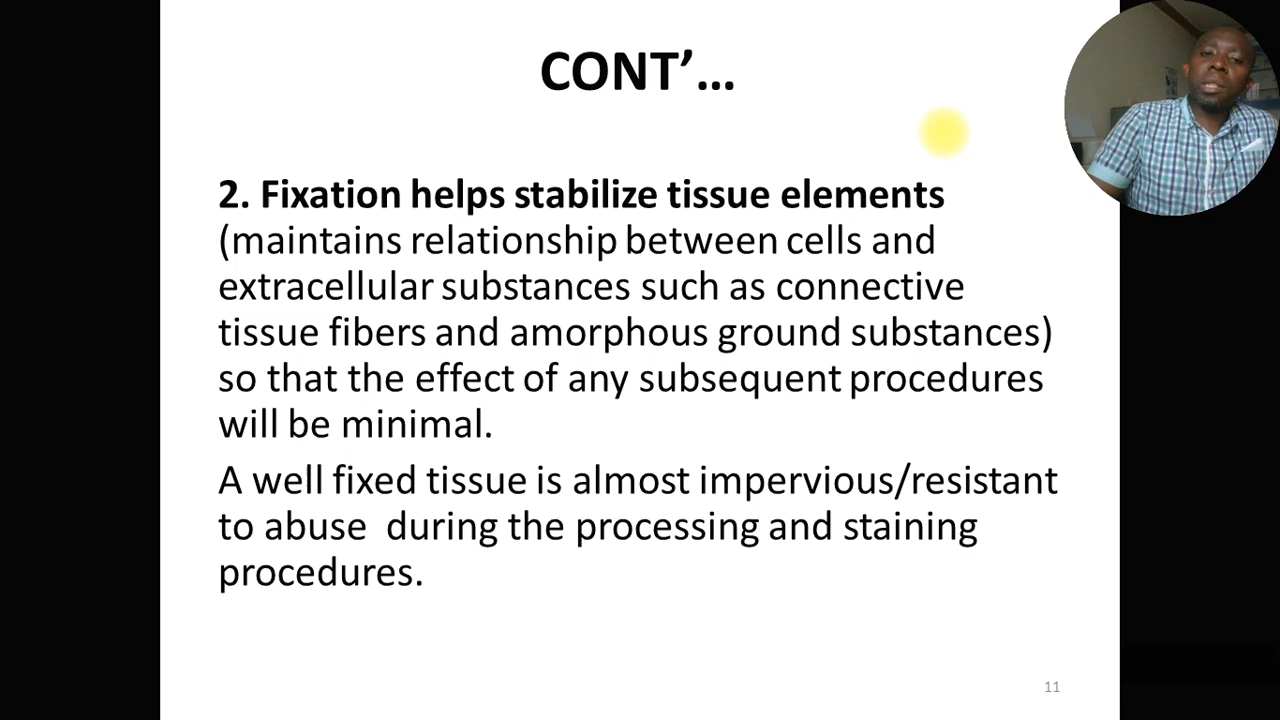 CONT’…
2. Fixation helps stabilize tissue elements
(maintains relationship between cells and
extracellular substances such as connective
tissue fibers and amorphous ground substances)
so that the effect of any subsequent procedures
will be minimal.
A well fixed tissue is almost impervious/resistant
to abuse  during the processing and staining
procedures.
11